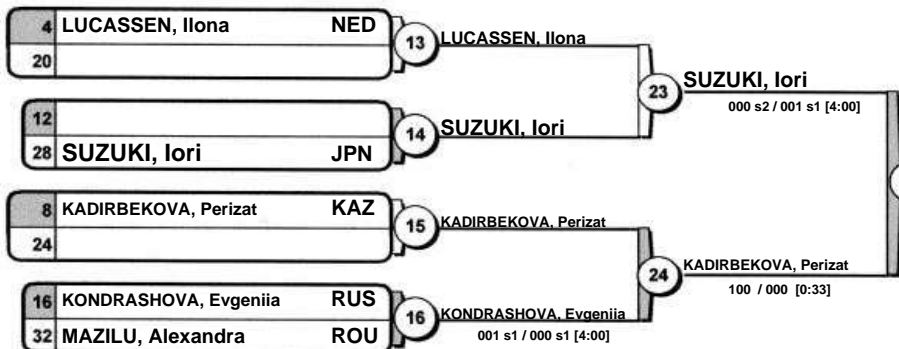 4 LUCASSEN, Ilona NED
20
13 LUCASSEN, Ilona
12
28 SUZUKI, Iori JPN
14 SUZUKI, Iori
23 SUZUKI, Iori
000 s2 / 001 s1 [4:00]
8 KADIRBEKOVA, Perizat KAZ
24
15 KADIRBEKOVA, Perizat
16 KONDRASHOVA, Evgeniia RUS
32 MAZILU, Alexandra ROU
16 KONDRASHOVA, Evgeniia
001 s1 / 000 s1 [4:00]
24 KADIRBEKOVA, Perizat
100 / 000 [0:33]